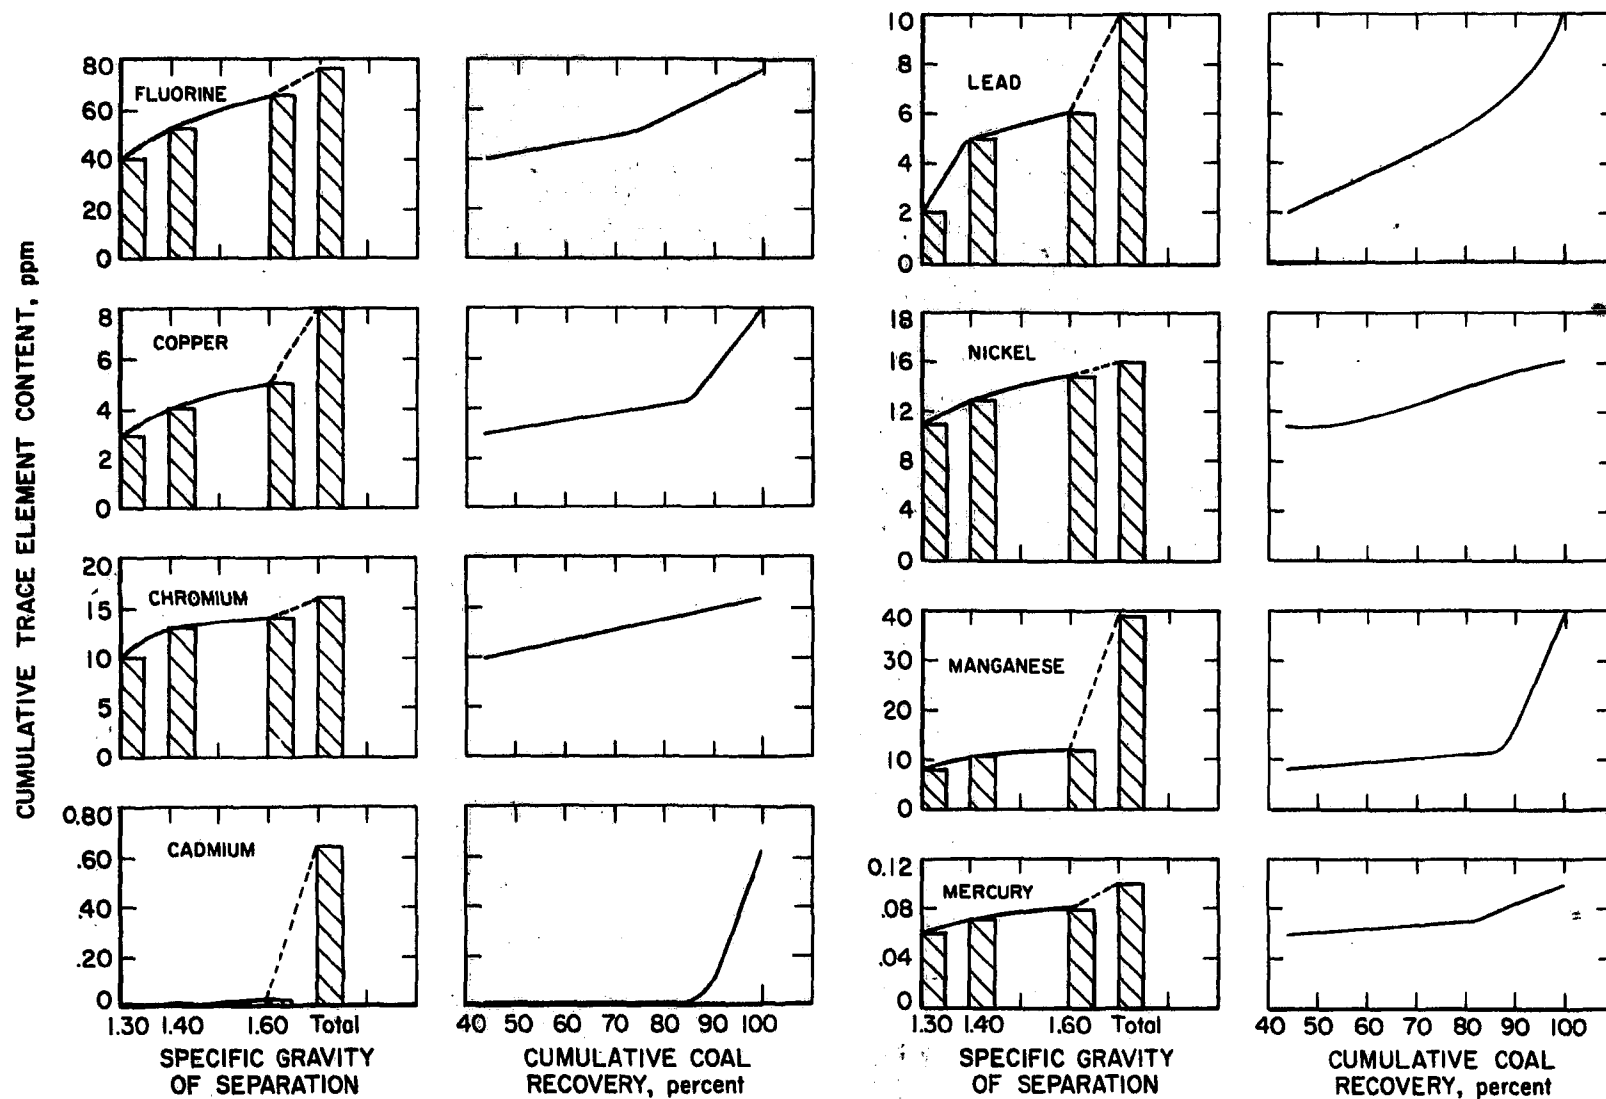 CUMULATIVE TRACE ELEMENT CONTENT, ppm
FLUORINE
80
60
40
20
0
COPPER
8
6
4
2
0
CHROMIUM
20
15
10
5
0
CADMIUM
0.80
.60
.40
.20
0
1.30 1.40 1.60 Total
SPECIFIC GRAVITY
OF SEPARATION
40 50 60 70 80 90 100
CUMULATIVE COAL
RECOVERY, percent
LEAD
10
8
6
4
2
0
NICKEL
18
16
12
8
4
0
MANGANESE
40
30
20
10
0
MERCURY
0.12
0.08
.04
0
1.30 1.40 1.60 Total
SPECIFIC GRAVITY
OF SEPARATION
40 50 60 70 80 90 100
CUMULATIVE COAL
RECOVERY, percent